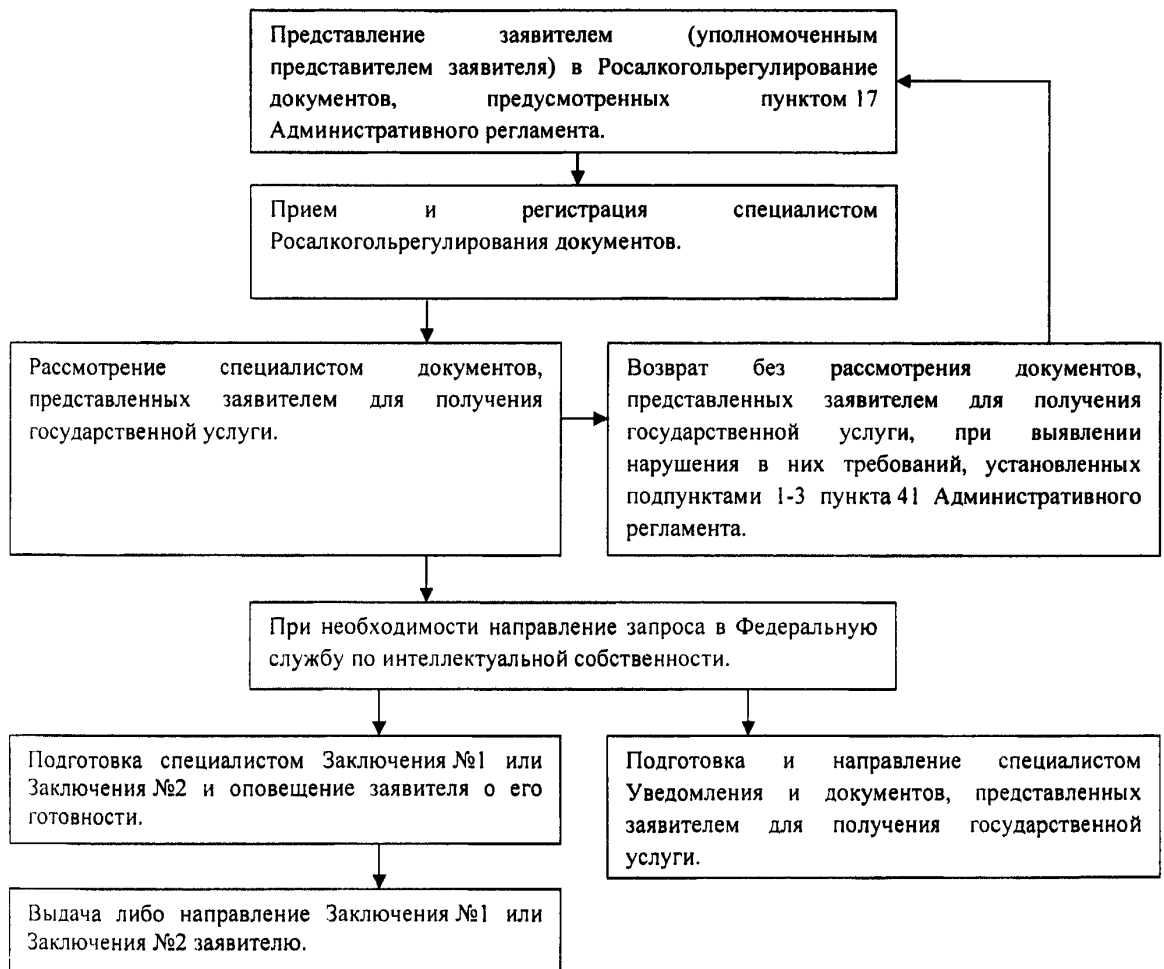 Представление заявителем (уполномоченным
представителем заявителя) в Росалкогольрегулирование
документов, предусмотренных пунктом 17
Административного регламента.
Прием и регистрация специалистом
Росалкогольрегулирования документов.
Рассмотрение специалистом документов,
представленных заявителем для получения
государственной услуги.
Возврат без рассмотрения документов,
представленных заявителем для получения
государственной услуги, при выявлении
нарушения в них требований, установленных
подпунктами 1-3 пункта 41 Административного
регламента.
При необходимости направление запроса в Федеральную
службу по интеллектуальной собственности.
Подготовка специалистом Заключения №1 или
Заключения №2 и оповещение заявителя о его
готовности.
Подготовка и направление специалистом
Уведомления и документов, представленных
заявителем для получения государственной
услуги.
Выдача либо направление Заключения №1 или
Заключения №2 заявителю.